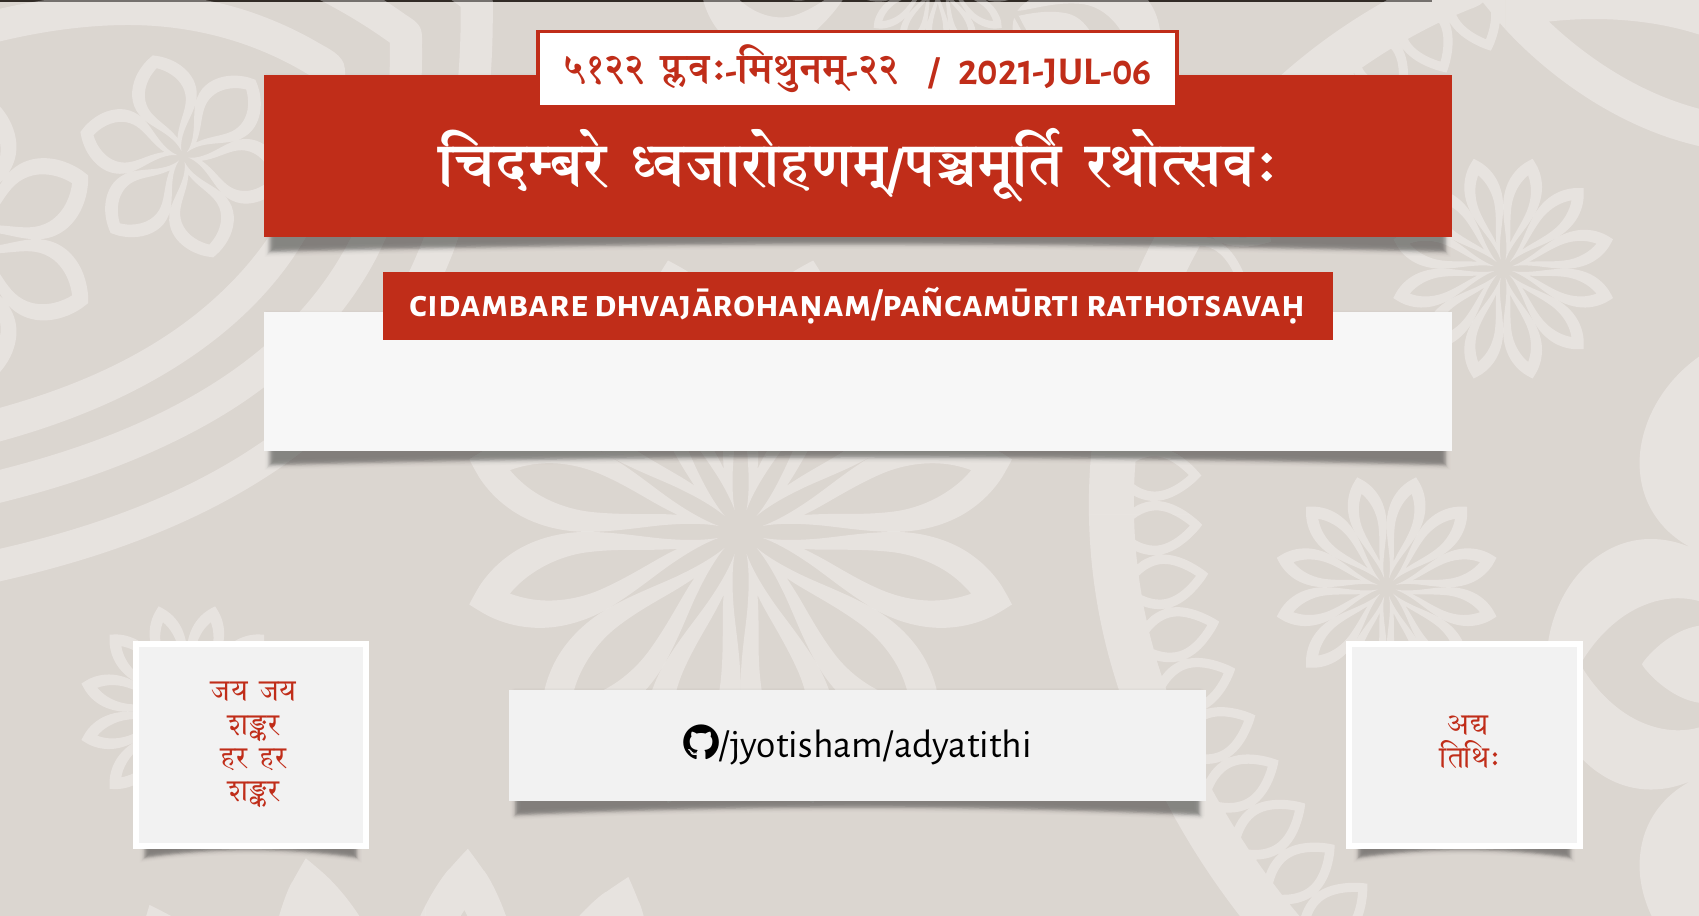 ५१२२ प्लवः-मिथुनम्-२२ / 2021-JUL-06
चिदम्बरे ध्वजारोहणम्/पञ्चमूर्ति रथोत्सवः
CIDAMBARE DHVAJĀROHAṆAM/PAÑCAMŪRTI RATHOTSAVAḤ
जय जय
शङ्कर
हर हर
शङ्कर
/jyotisham/adyatithi
अद्य
तिथिः